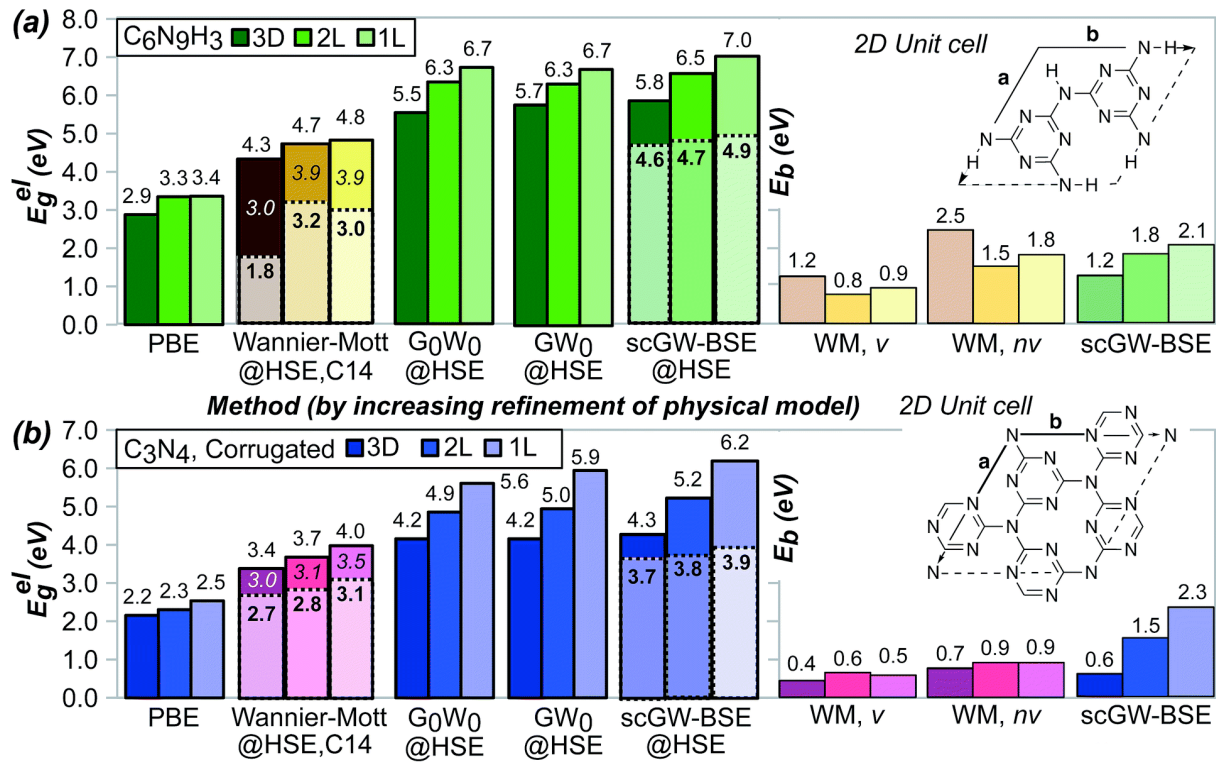 (a)
C6N9H3 3D 2L 1L
8.0
7.0
6.0
5.0
4.0
3.0
2.0
1.0
0.0
Eg^el (eV)
2.9 3.3 3.4
4.3 4.7 4.8
3.0 3.9 3.9
1.8 3.2 3.0
5.5 6.3 6.7
5.7 6.3 6.7
5.8 6.5 7.0
4.6 4.7 4.9
Eb (eV)
1.2 0.8 0.9
2.5 1.5 1.8
1.2 1.8 2.1
2D Unit cell
b
a
N H
H
N N N
N N N N
N N N N
H N N H
N H
PBE
Wannier-Mott
@HSE,C14
G0W0
@HSE
GW0
@HSE
scGW-BSE
@HSE
WM, v
WM, nv
scGW-BSE
Method (by increasing refinement of physical model)
(b)
C3N4, Corrugated 3D 2L 1L
7.0
6.0
5.0
4.0
3.0
2.0
1.0
0.0
Eg^el (eV)
2.2 2.3 2.5
3.4 3.7 4.0
3.0 3.1 3.5
2.7 2.8 3.1
4.2 4.9 5.6
4.2 5.0 5.9
4.3 5.2 6.2
3.7 3.8 3.9
Eb (eV)
0.4 0.6 0.5
0.7 0.9 0.9
0.6 1.5 2.3
2D Unit cell
b
a
N N N N
N N N
N N N N
N N N N
N N N N
N N N N
N N
PBE
Wannier-Mott
@HSE,C14
G0W0
@HSE
GW0
@HSE
scGW-BSE
@HSE
WM, v
WM, nv
scGW-BSE